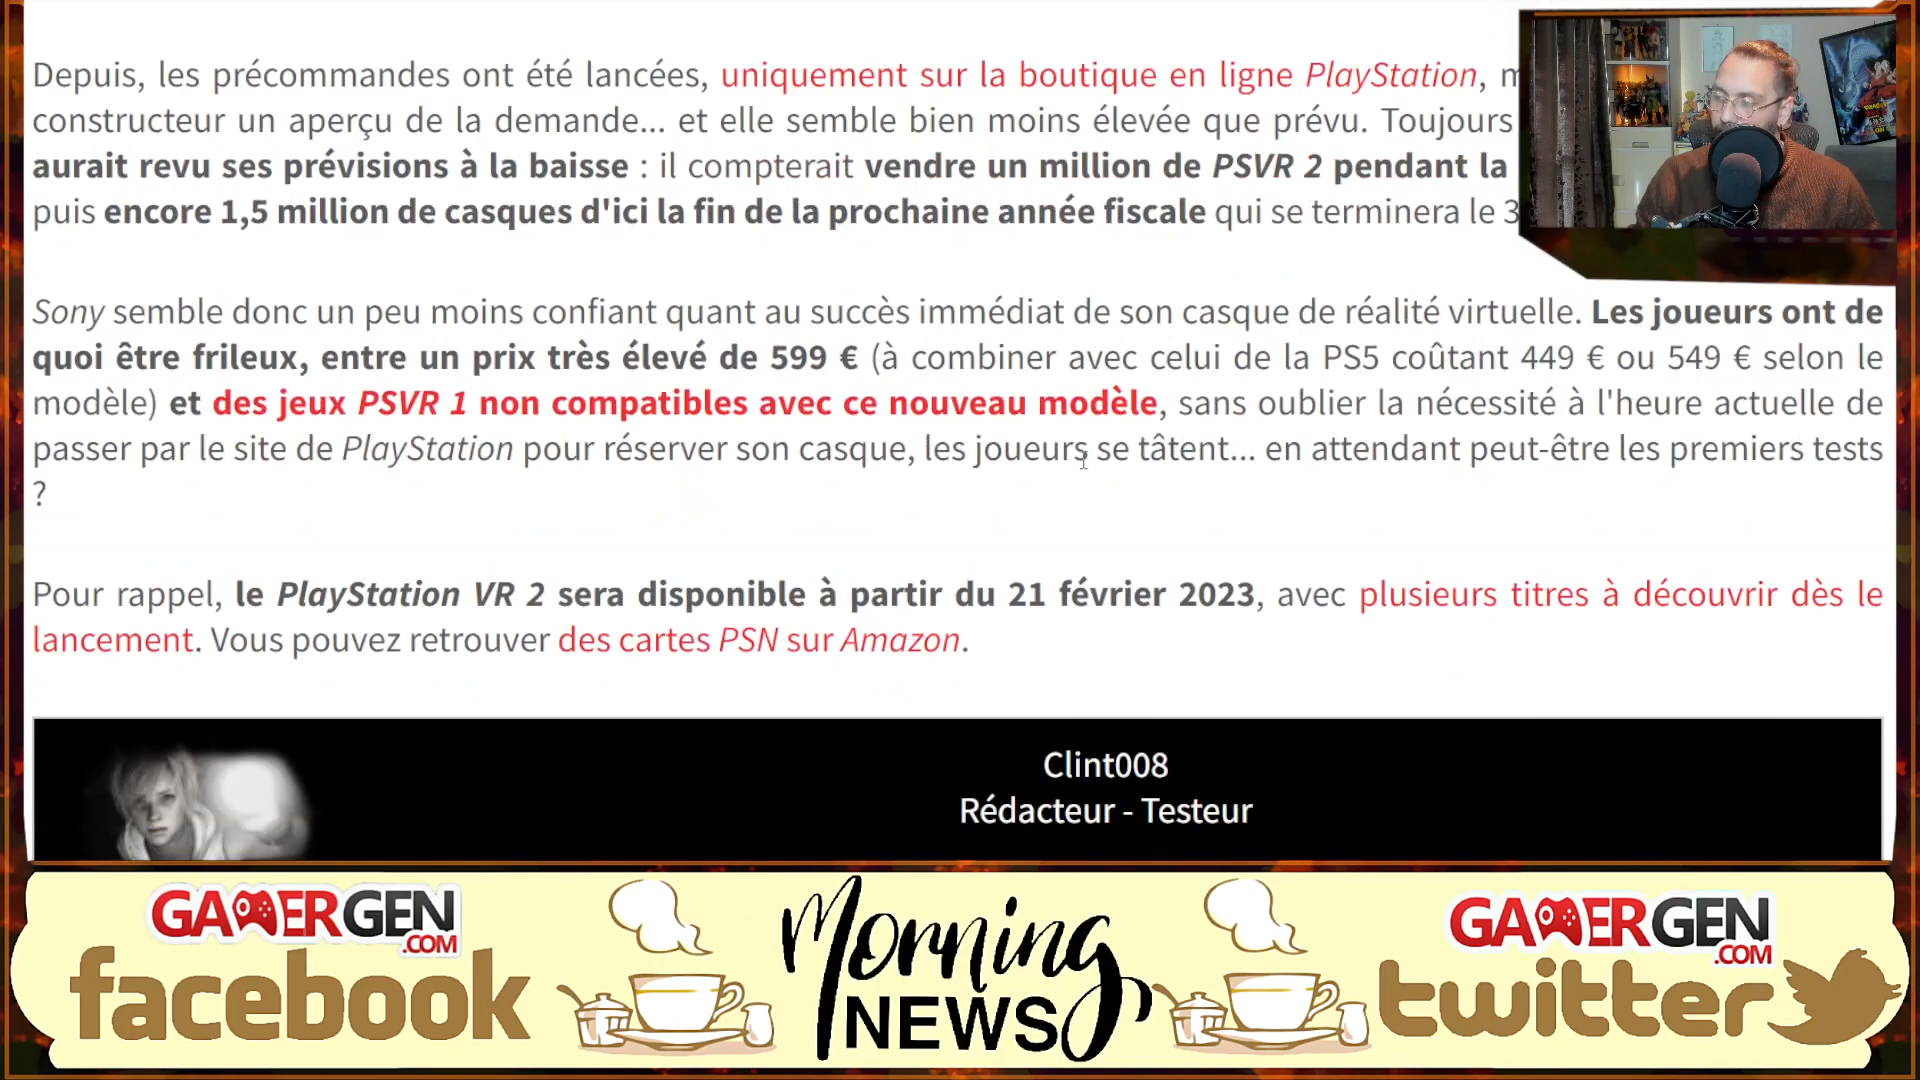 Depuis, les précommandes ont été lancées, uniquement sur la boutique en ligne PlayStation,
constructeur un aperçu de la demande... et elle semble bien moins élevée que prévu. Toujours
aurait revu ses prévisions à la baisse : il compterait vendre un million de PSVR 2 pendant la
puis encore 1,5 million de casques d'ici la fin de la prochaine année fiscale qui se terminera le 3
Sony semble donc un peu moins confiant quant au succès immédiat de son casque de réalité virtuelle. Les joueurs ont de
quoi être frileux, entre un prix très élevé de 599 € (à combiner avec celui de la PS5 coûtant 449 € ou 549 € selon le
modèle) et des jeux PSVR 1 non compatibles avec ce nouveau modèle, sans oublier la nécessité à l'heure actuelle de
passer par le site de PlayStation pour réserver son casque, les joueurs se tâtent... en attendant peut-être les premiers tests
?
Pour rappel, le PlayStation VR 2 sera disponible à partir du 21 février 2023, avec plusieurs titres à découvrir dès le
lancement. Vous pouvez retrouver des cartes PSN sur Amazon.
Clint008
Rédacteur - Testeur
GAMERGEN
.COM
facebook
Morning
NEWS
GAMERGEN
.COM
twitter